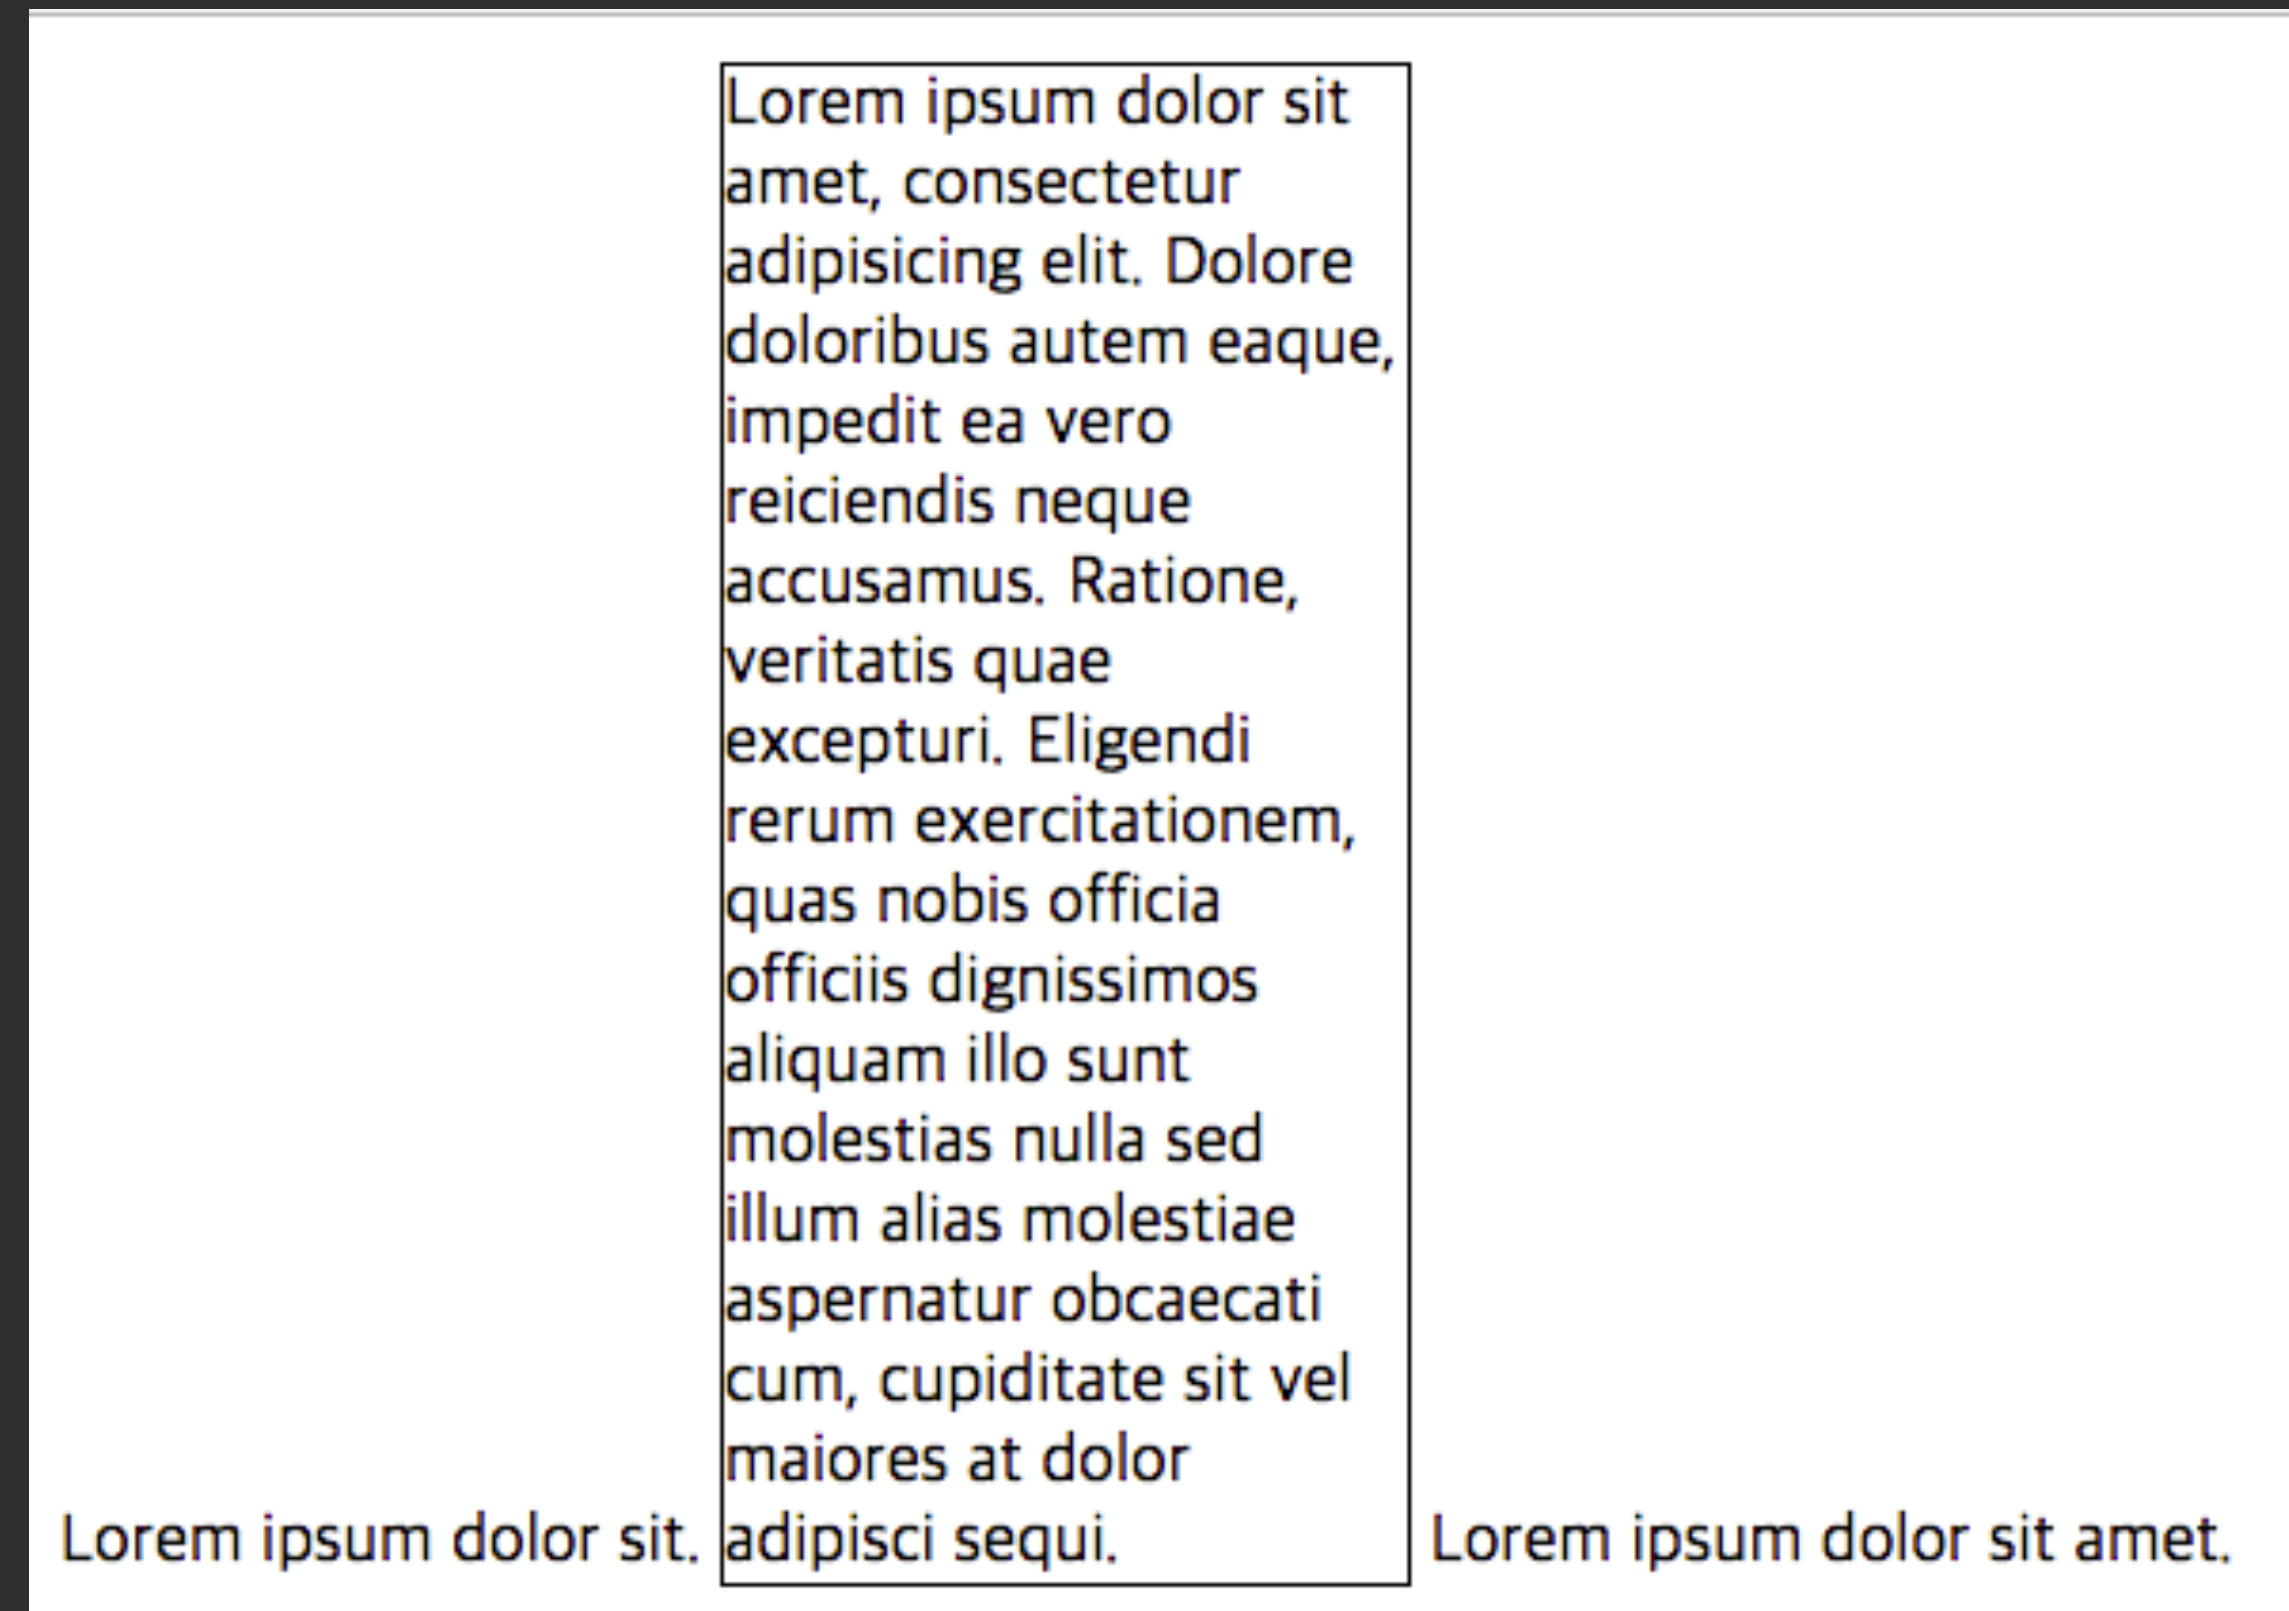 Lorem ipsum dolor sit
amet, consectetur
adipisicing elit. Dolore
doloribus autem eaque,
impedit ea vero
reiciendis neque
accusamus. Ratione,
veritatis quae
excepturi. Eligendi
rerum exercitationem,
quas nobis officia
officiis dignissimos
aliquam illo sunt
molestias nulla sed
illum alias molestiae
aspernatur obcaecati
cum, cupiditate sit vel
maiores at dolor
Lorem ipsum dolor sit. adipisci sequi. Lorem ipsum dolor sit amet.